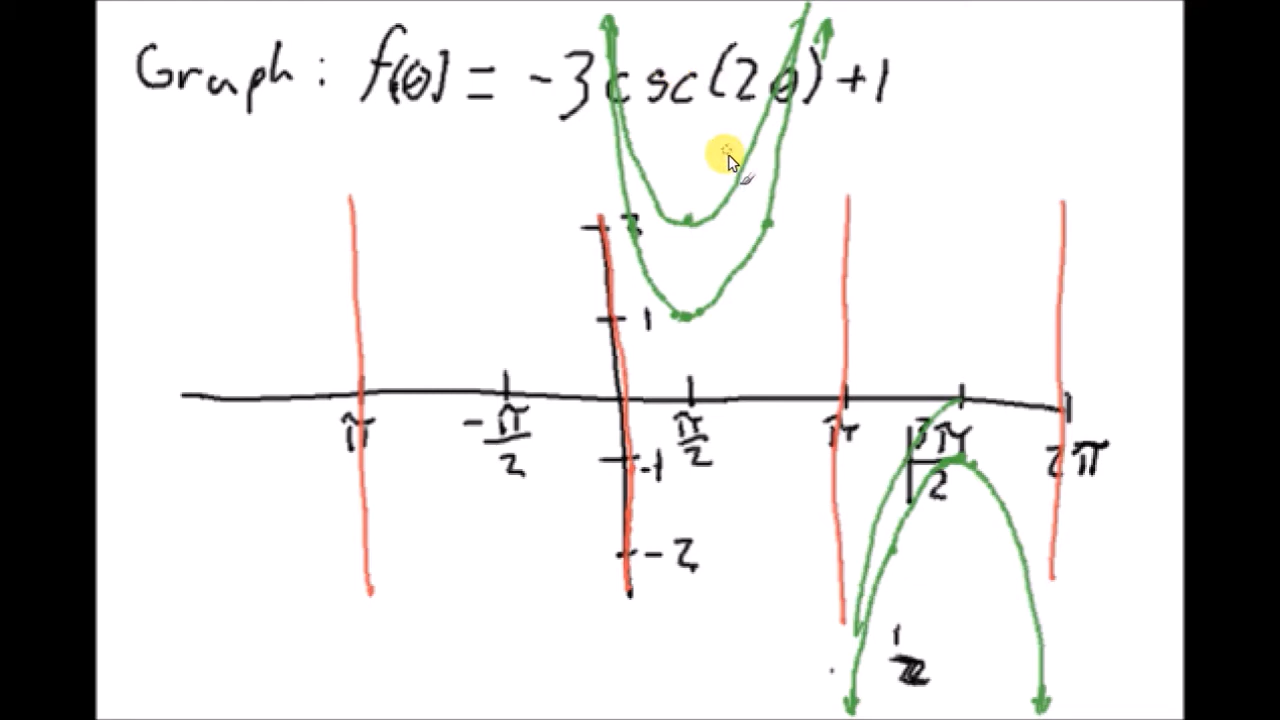 Graph: f(θ) = -3csc(2θ)+1
3
1
π
-π/2
π/2
π
3π/2
2π
-1
-2